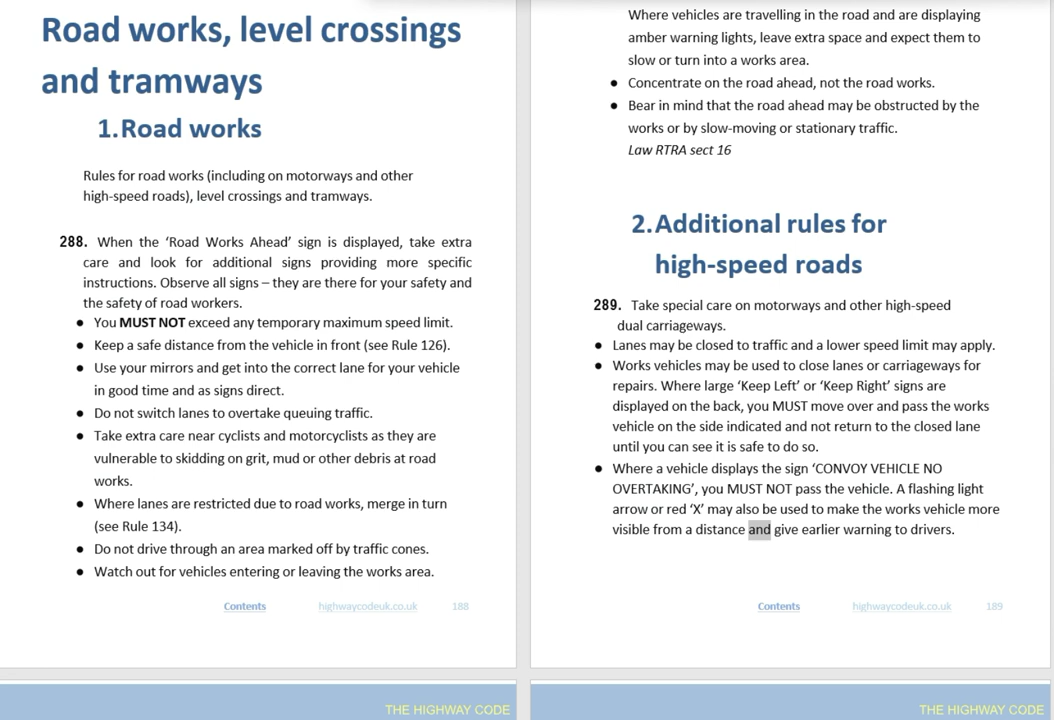 Road works, level crossings
and tramways
1.Road works
Rules for road works (including on motorways and other
high-speed roads), level crossings and tramways.
288. When the ‘Road Works Ahead’ sign is displayed, take extra
care and look for additional signs providing more specific
instructions. Observe all signs – they are there for your safety and
the safety of road workers.
● You MUST NOT exceed any temporary maximum speed limit.
● Keep a safe distance from the vehicle in front (see Rule 126).
● Use your mirrors and get into the correct lane for your vehicle
in good time and as signs direct.
● Do not switch lanes to overtake queuing traffic.
● Take extra care near cyclists and motorcyclists as they are
vulnerable to skidding on grit, mud or other debris at road
works.
● Where lanes are restricted due to road works, merge in turn
(see Rule 134).
● Do not drive through an area marked off by traffic cones.
● Watch out for vehicles entering or leaving the works area.
Contents highwaycodeuk.co.uk 188
Where vehicles are travelling in the road and are displaying
amber warning lights, leave extra space and expect them to
slow or turn into a works area.
● Concentrate on the road ahead, not the road works.
● Bear in mind that the road ahead may be obstructed by the
works or by slow-moving or stationary traffic.
Law RTRA sect 16
2.Additional rules for
high-speed roads
289. Take special care on motorways and other high-speed
dual carriageways.
● Lanes may be closed to traffic and a lower speed limit may apply.
● Works vehicles may be used to close lanes or carriageways for
repairs. Where large ‘Keep Left’ or ‘Keep Right’ signs are
displayed on the back, you MUST move over and pass the works
vehicle on the side indicated and not return to the closed lane
until you can see it is safe to do so.
● Where a vehicle displays the sign ‘CONVOY VEHICLE NO
OVERTAKING’, you MUST NOT pass the vehicle. A flashing light
arrow or red ‘X’ may also be used to make the works vehicle more
visible from a distance and give earlier warning to drivers.
Contents highwaycodeuk.co.uk 189
THE HIGHWAY CODE
THE HIGHWAY CODE